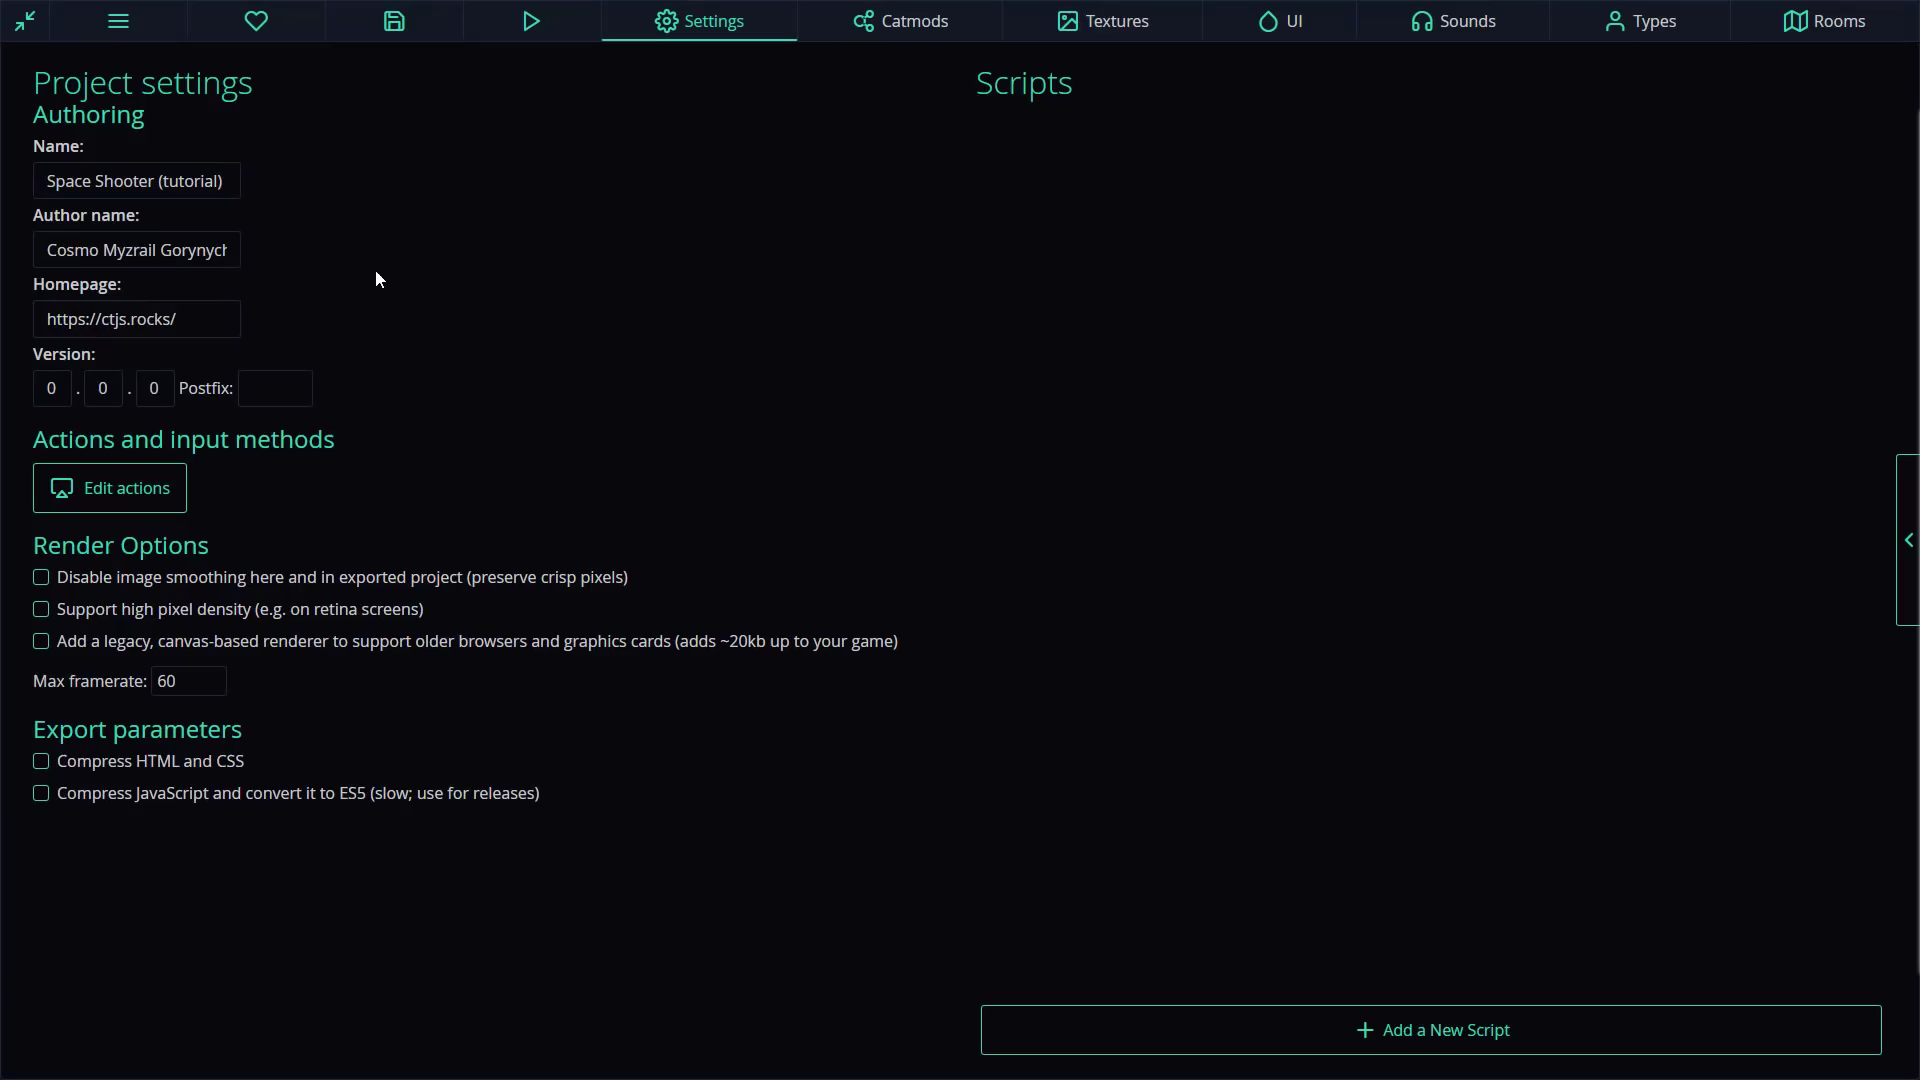 Settings
Catmods
Textures
UI
Sounds
Types
Rooms
Project settings
Authoring
Name:
Space Shooter (tutorial)
Author name:
Cosmo Myzrail Gorynych
Homepage:
https://ctjs.rocks/
Version:
0 . 0 . 0 Postfix:
Actions and input methods
Edit actions
Render Options
Disable image smoothing here and in exported project (preserve crisp pixels)
Support high pixel density (e.g. on retina screens)
Add a legacy, canvas-based renderer to support older browsers and graphics cards (adds ~20kb up to your game)
Max framerate: 60
Export parameters
Compress HTML and CSS
Compress JavaScript and convert it to ES5 (slow; use for releases)
Scripts
Add a New Script